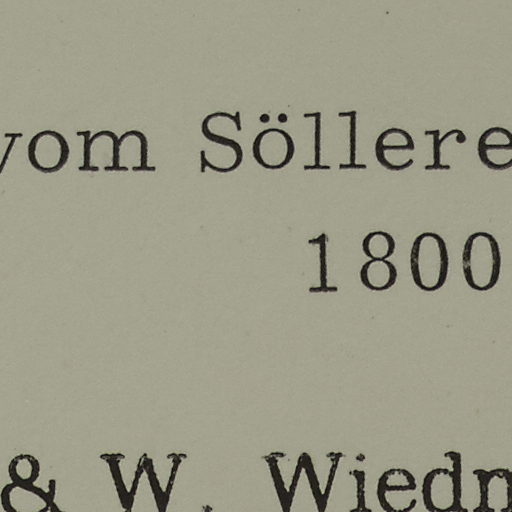 vom Söllere
1800
& W. Wiedn